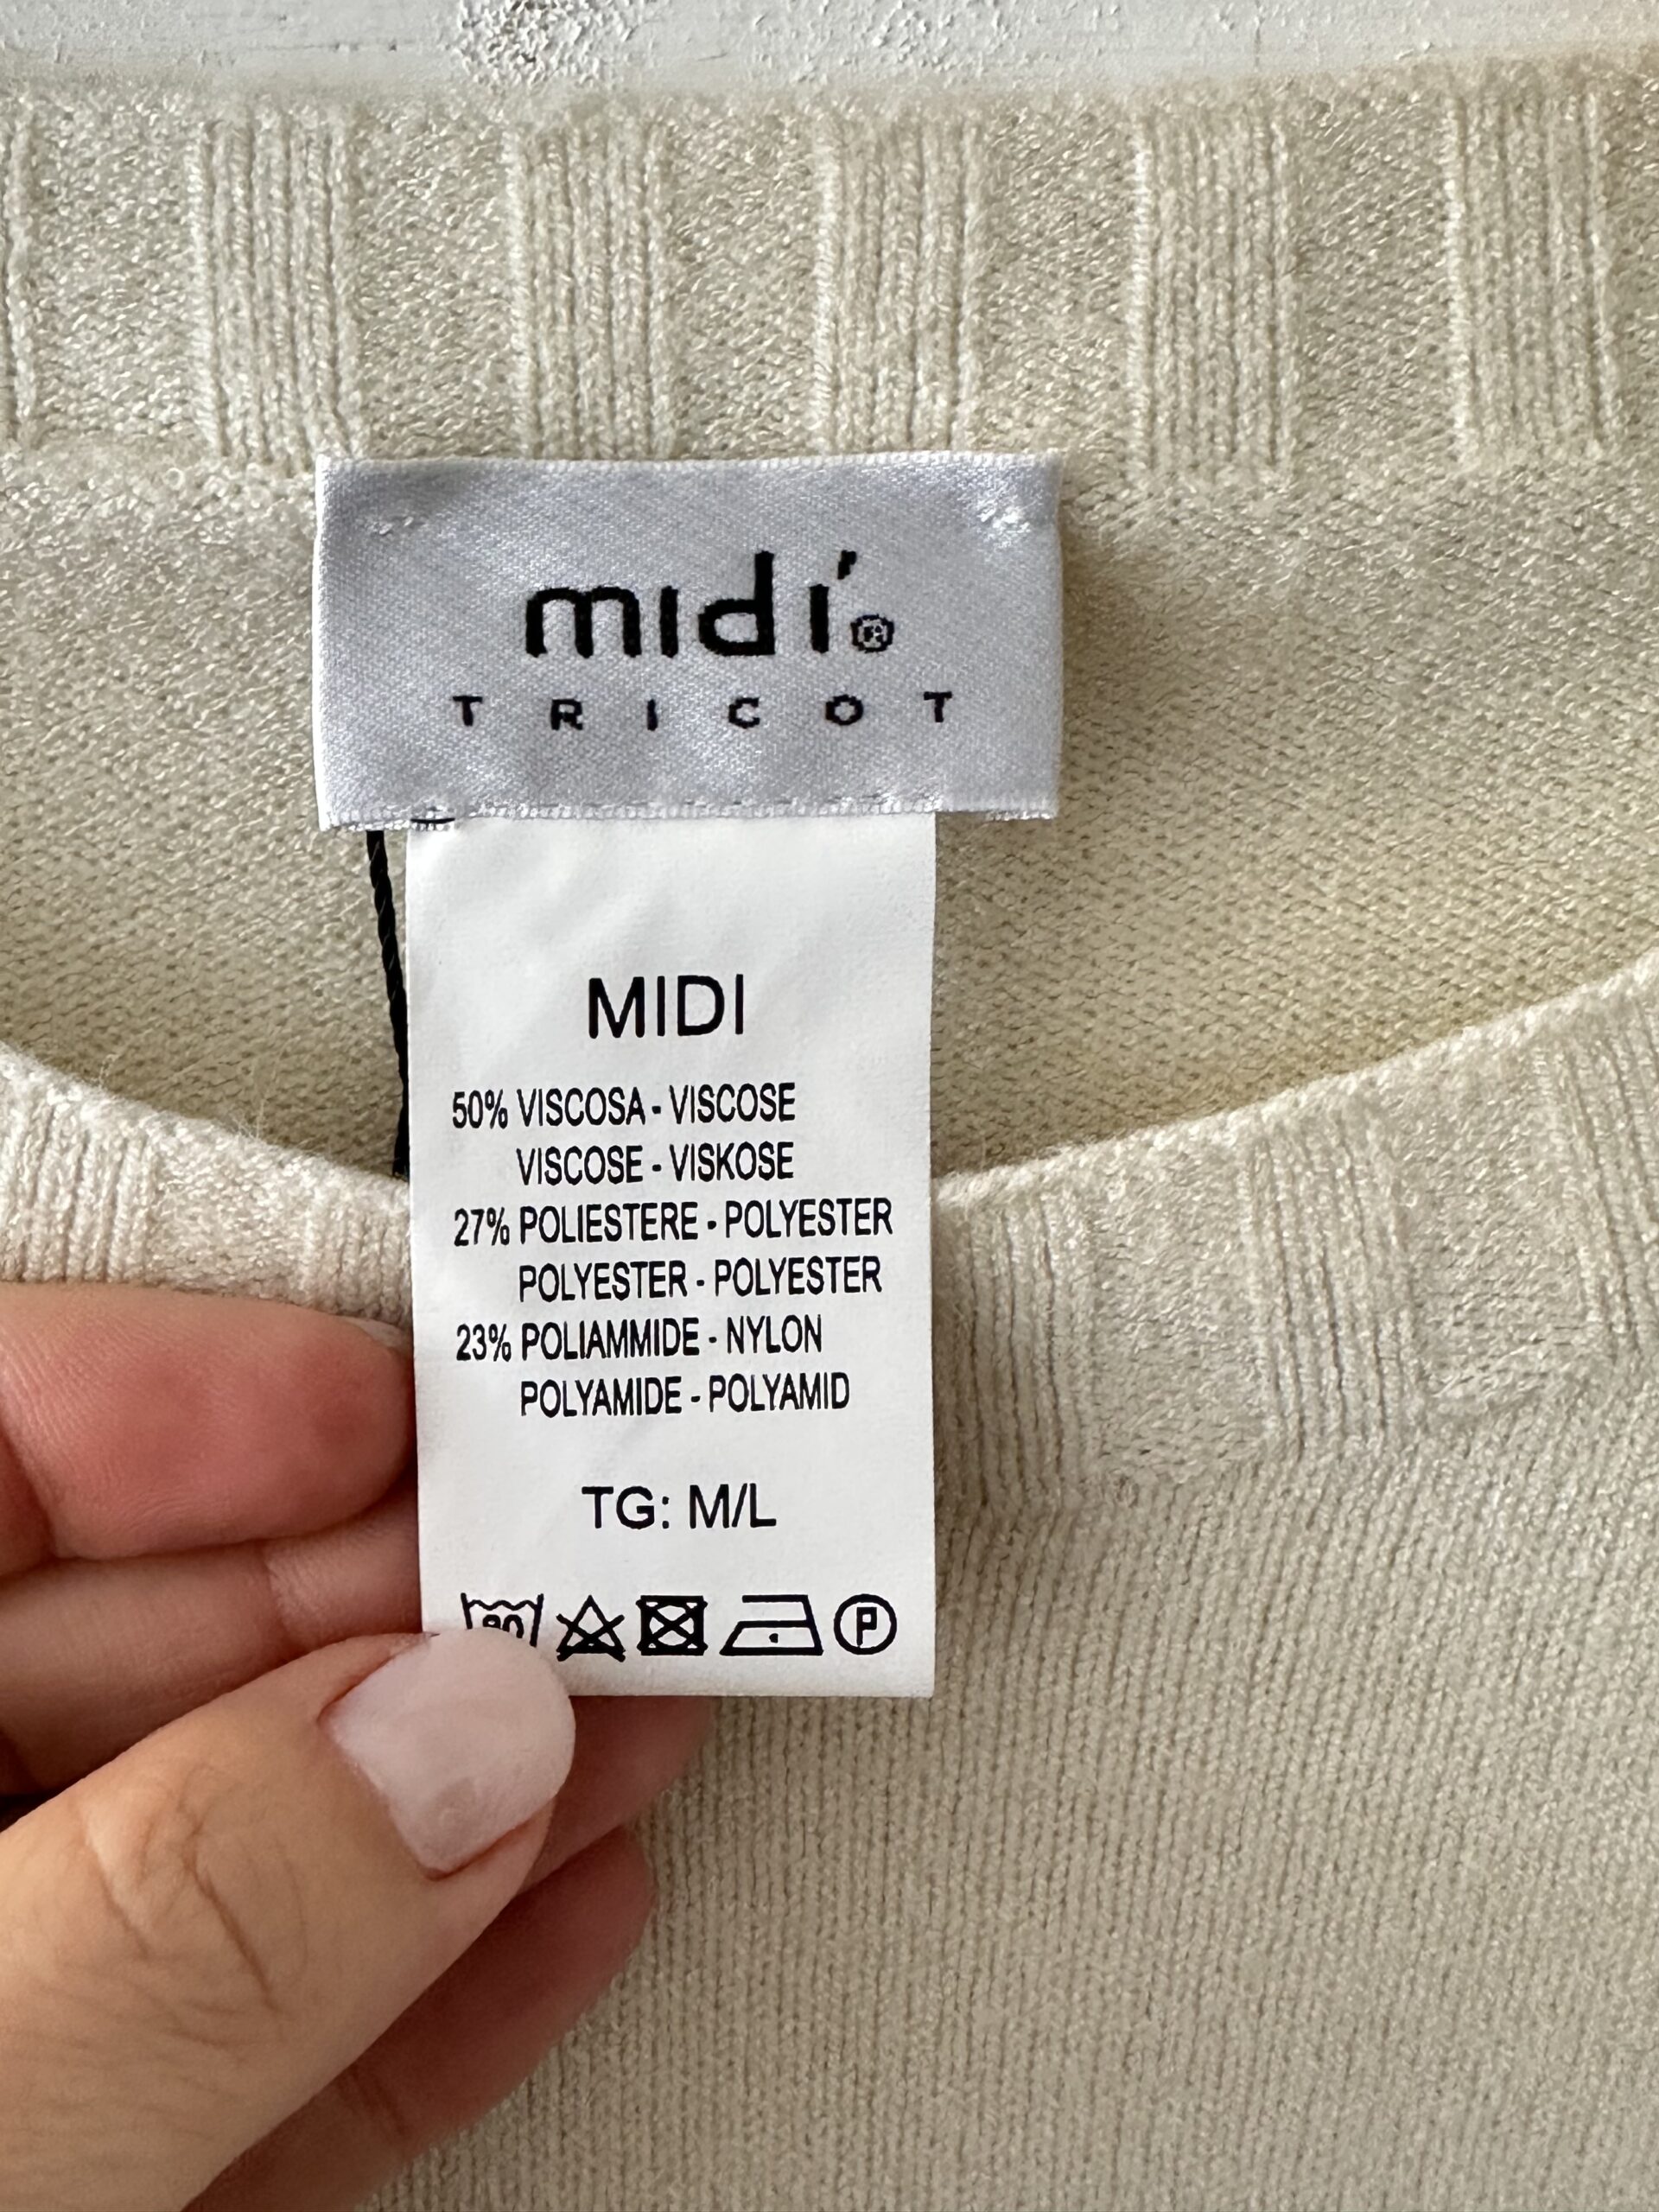 midi'®
TRICOT
MIDI
50% VISCOSA - VISCOSE
VISCOSE - VISKOSE
27% POLIESTERE - POLYESTER
POLYESTER - POLYESTER
23% POLIAMMIDE - NYLON
POLYAMIDE - POLYAMID
TG: M/L
P